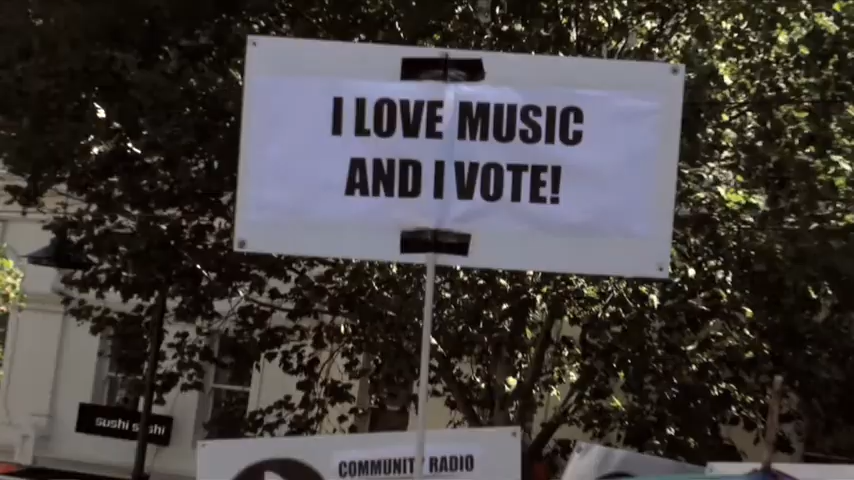 I LOVE MUSIC
AND I VOTE!
sushi sushi
COMMUNITY RADIO